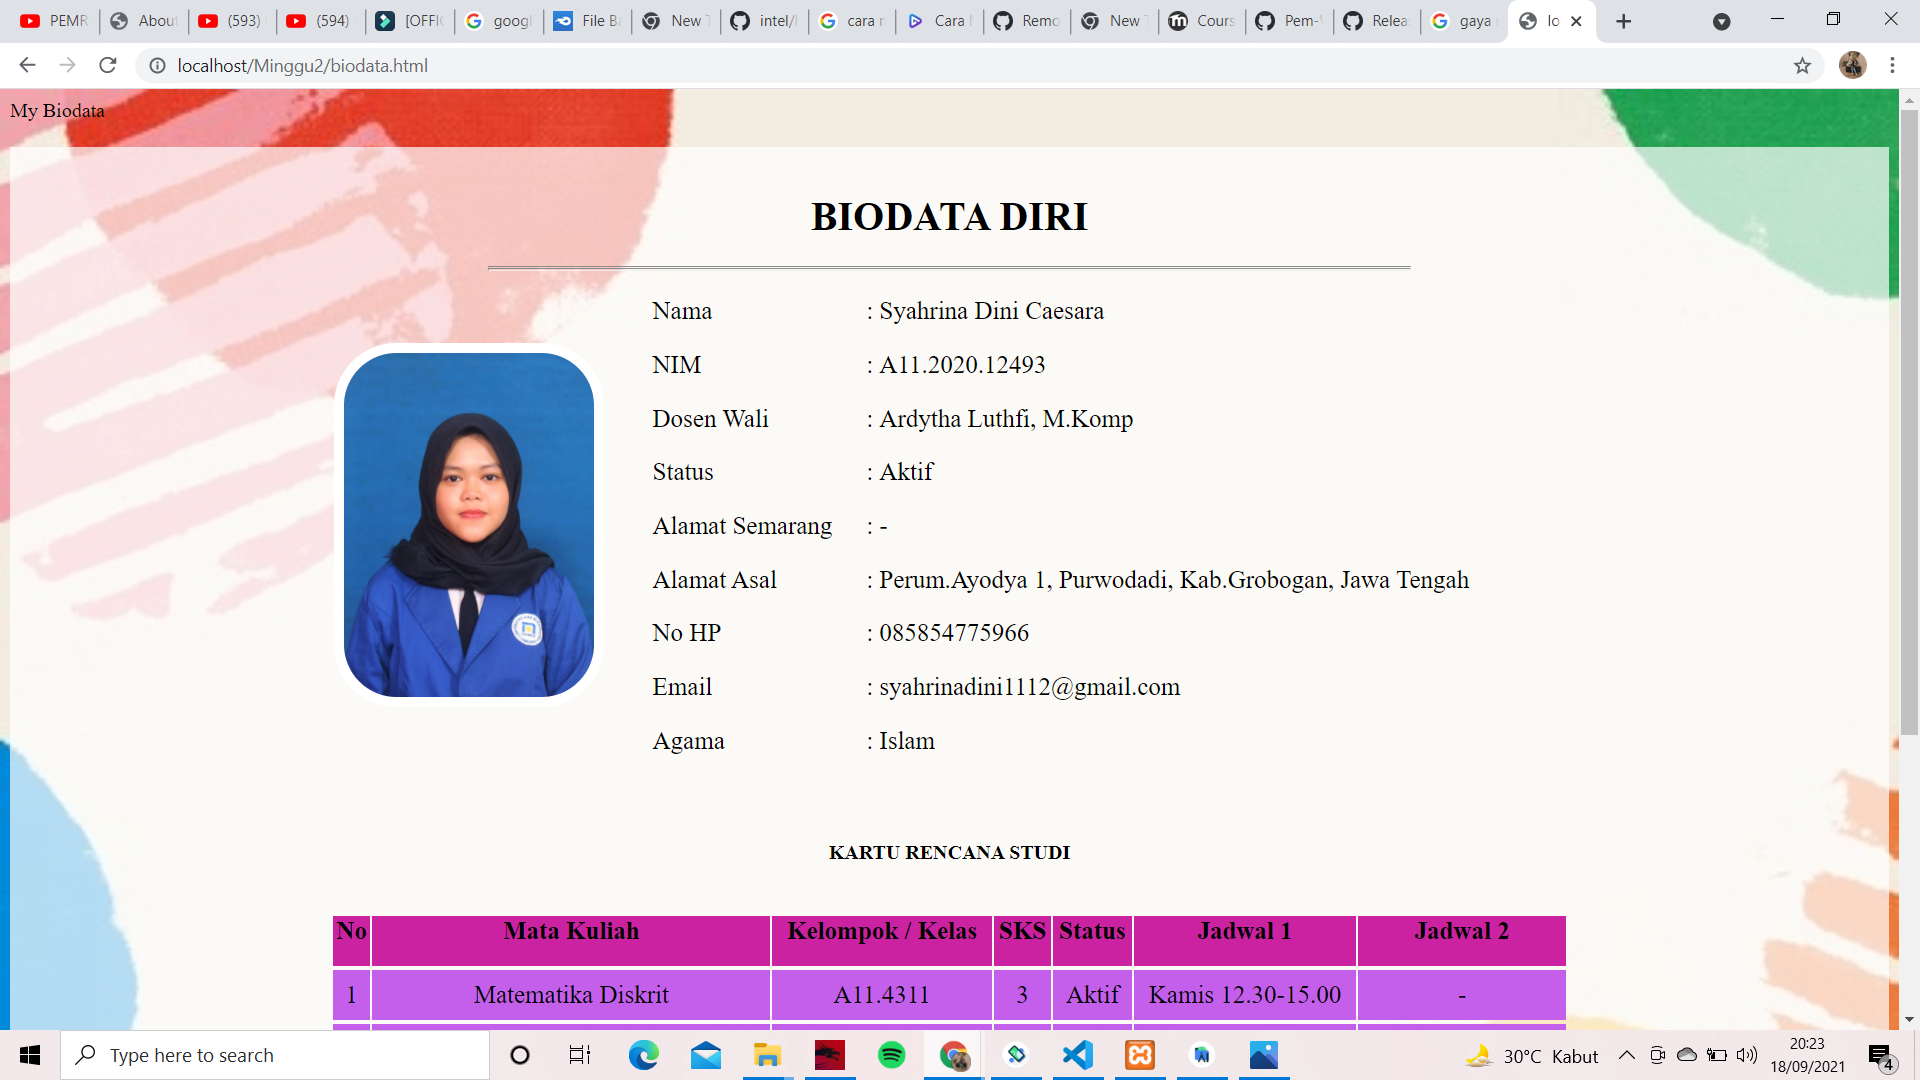 PEMR
About
(593)
(594)
[OFFIC
googl
File Ba
New T
intel/l
cara m
Cara M
Remo
New T
Cours
Pem-
Relea
gaya
lo
localhost/Minggu2/biodata.html
My Biodata
BIODATA DIRI
Nama : Syahrina Dini Caesara
NIM : A11.2020.12493
Dosen Wali : Ardytha Luthfi, M.Komp
Status : Aktif
Alamat Semarang : -
Alamat Asal : Perum.Ayodya 1, Purwodadi, Kab.Grobogan, Jawa Tengah
No HP : 085854775966
Email : syahrinadini1112@gmail.com
Agama : Islam
KARTU RENCANA STUDI
No Mata Kuliah Kelompok / Kelas SKS Status Jadwal 1 Jadwal 2
1 Matematika Diskrit A11.4311 3 Aktif Kamis 12.30-15.00 -
Type here to search
30°C Kabut
20:23
18/09/2021
4